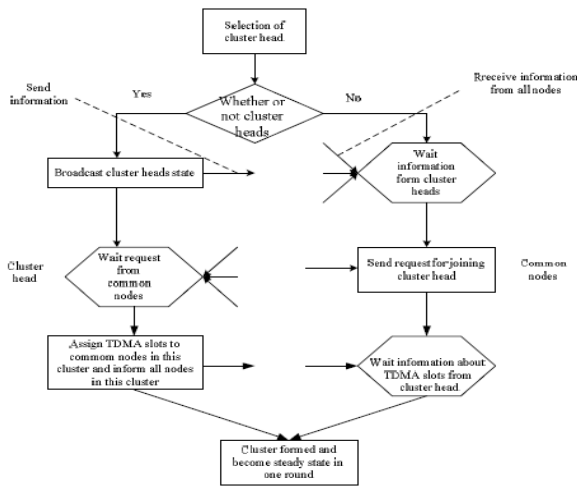 Selection of
cluster head
Send
information
Yes
Whether or
not cluster
heads
No
Rreceive information
from all nodes
Broadcast cluster heads state
Wait
information
form cluster
heads
Cluster
head
Wait request
from
common
nodes
Send request for joining
cluster head
Common
nodes
Assign TDMA slots to
commom nodes in this
cluster and inform all nodes
in this cluster
Wait information about
TDMA slots from
cluster head
Cluster formed and
become steady state in
one round